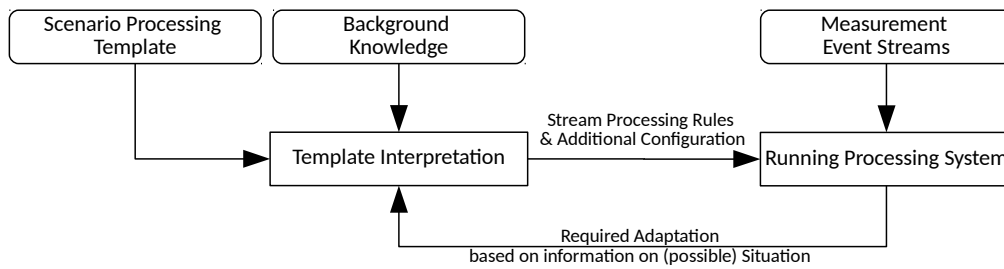 Scenario Processing
Template
Background
Knowledge
Measurement
Event Streams
Stream Processing Rules
& Additional Configuration
Template Interpretation
Running Processing System
Required Adaptation
based on information on (possible) Situation